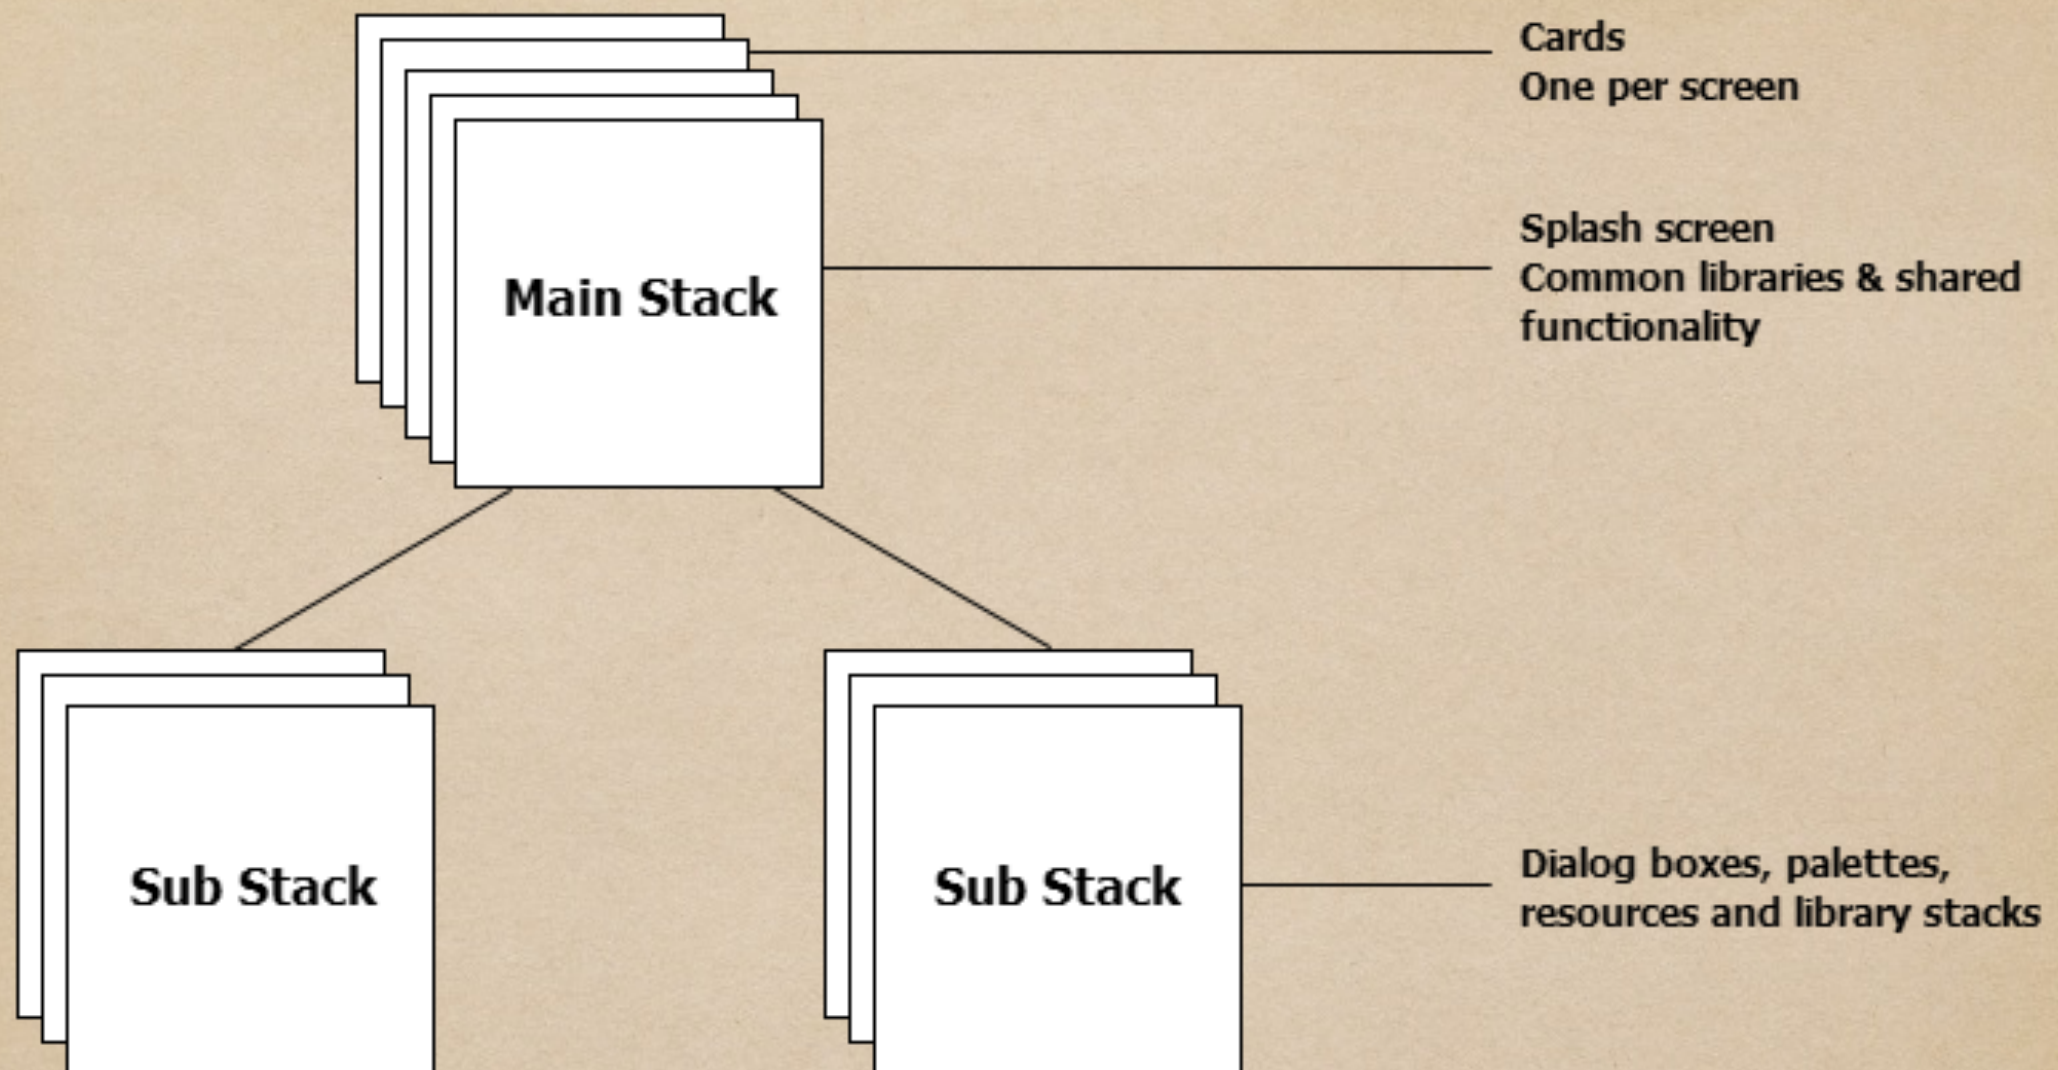 Cards
One per screen
Splash screen
Common libraries & shared
functionality
Main Stack
Sub Stack
Sub Stack
Dialog boxes, palettes,
resources and library stacks